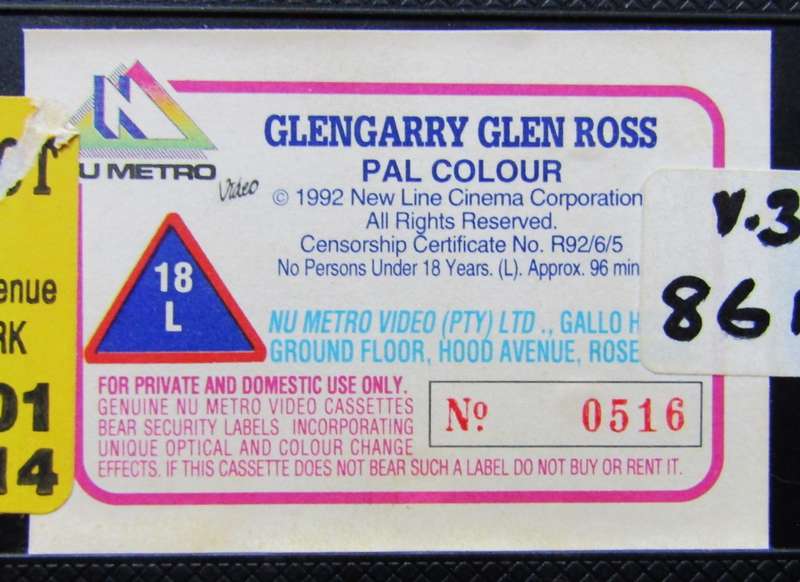 NU METRO
Video
GLENGARRY GLEN ROSS
PAL COLOUR
© 1992 New Line Cinema Corporation
All Rights Reserved.
Censorship Certificate No. R92/6/5
No Persons Under 18 Years. (L). Approx. 96 min
18
L
NU METRO VIDEO (PTY) LTD ., GALLO H
GROUND FLOOR, HOOD AVENUE, ROSE
FOR PRIVATE AND DOMESTIC USE ONLY.
GENUINE NU METRO VIDEO CASSETTES
BEAR SECURITY LABELS INCORPORATING
UNIQUE OPTICAL AND COLOUR CHANGE
EFFECTS. IF THIS CASSETTE DOES NOT BEAR SUCH A LABEL DO NOT BUY OR RENT IT.
Nº. 0516
enue
RK
01
14
V.3
86